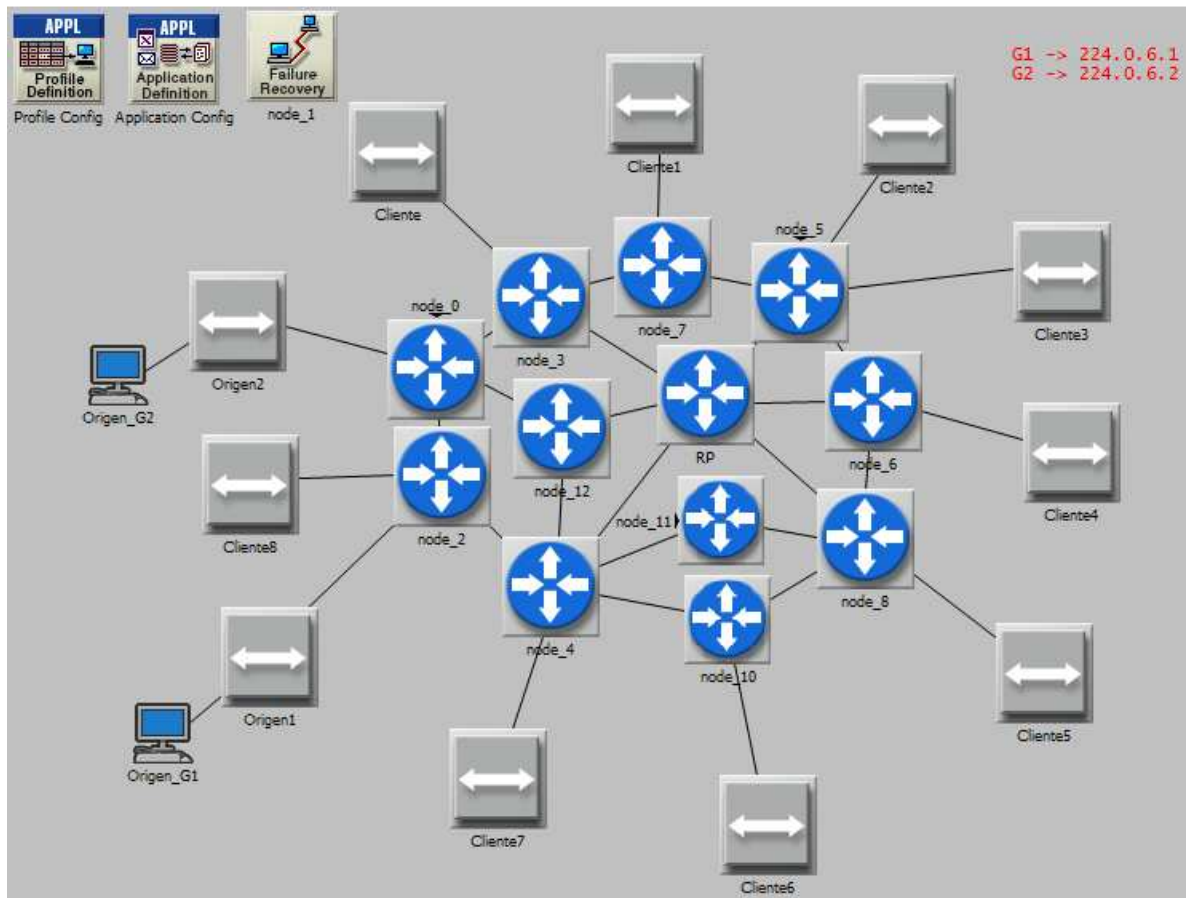 APPL
Profiile
Definition
Profile Config
APPL
Application
Definition
Application Config
Failure
Recovery
node_1
G1 -> 224.0.6.1
G2 -> 224.0.6.2
Cliente
Cliente1
Cliente2
node_5
Cliente3
node_0
node_7
node_3
Origen2
Origen_G2
RP
node_6
node_12
Cliente4
node_11
node_2
Cliente8
node_8
node_4
node_10
Origen1
Cliente5
Origen_G1
Cliente7
Cliente6